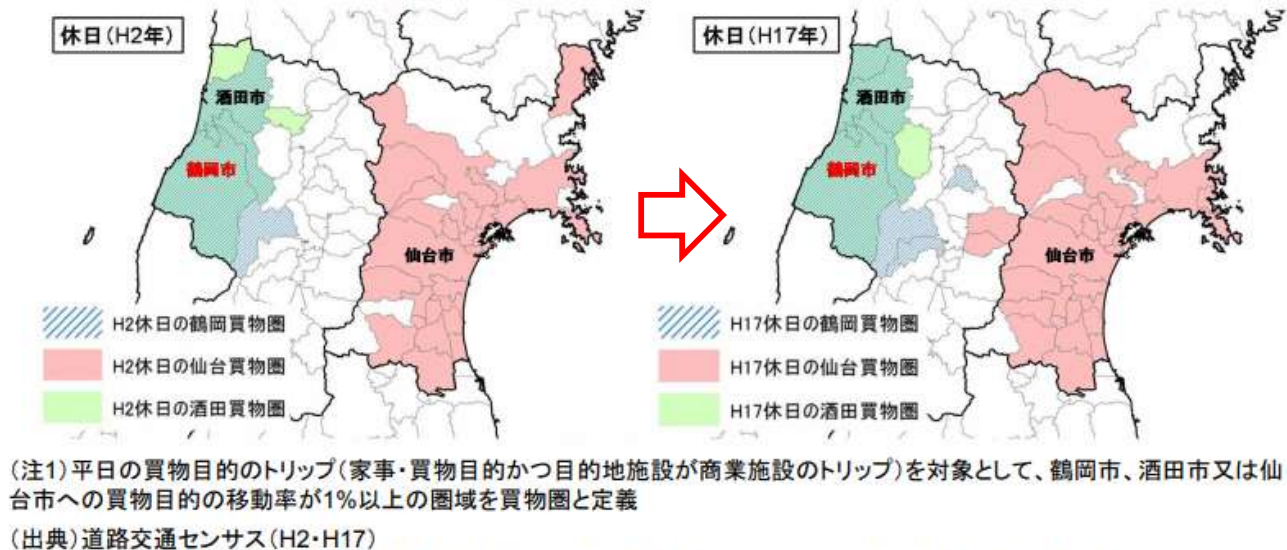 休日(H2年)
酒田市
鶴岡市
仙台市
H2休日の鶴岡買物圏
H2休日の仙台買物圏
H2休日の酒田買物圏
休日(H17年)
酒田市
鶴岡市
仙台市
H17休日の鶴岡買物圏
H17休日の仙台買物圏
H17休日の酒田買物圏
(注1)平日の買物目的のトリップ(家事・買物目的かつ目的地施設が商業施設のトリップ)を対象として、鶴岡市、酒田市又は仙
台市への買物目的の移動率が1%以上の圏域を買物圏と定義
(出典)道路交通センサス(H2・H17)